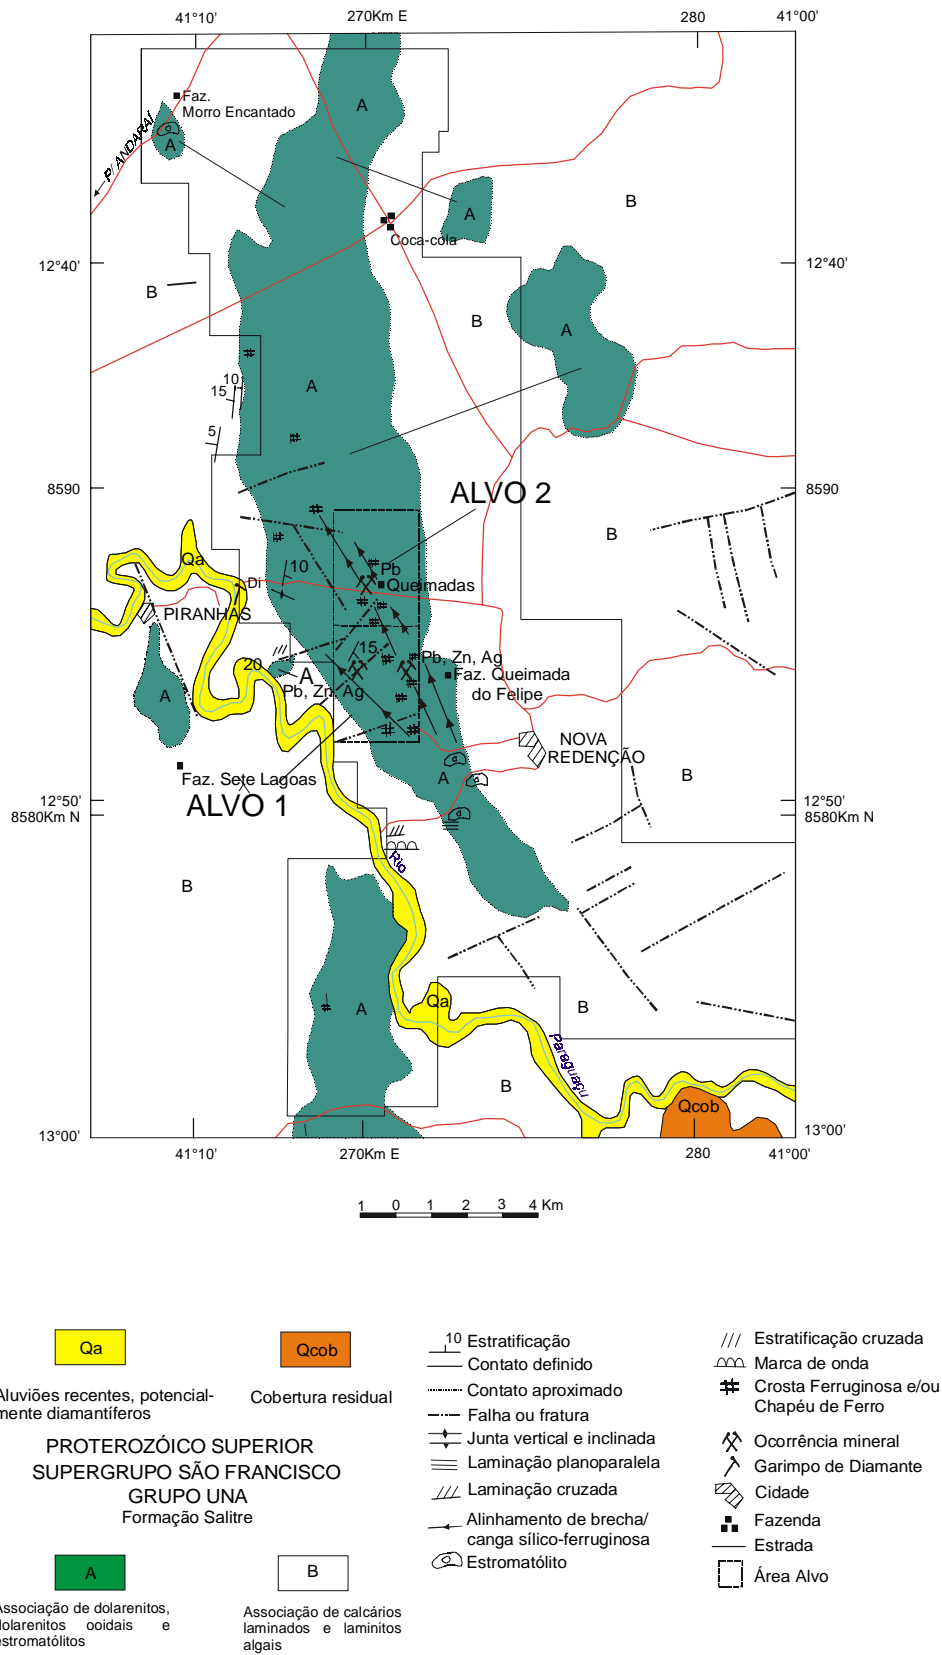 41°10'
270Km E
280
41°00'
Faz.
Morro Encantado
A
P/ ANDARAÍ
A
B
A
Coca-cola
12°40'
12°40'
B
B
A
10
15
A
5
ALVO 2
8590
8590
B
Qa
Pb
10
Di
Queimadas
PIRANHAS
15
Pb, Zn, Ag
20
A
Faz. Queimada
do Felipe
Pb, Zn, Ag
A
NOVA
REDENÇÃO
Faz. Sete Lagoas
A
B
ALVO 1
12°50'
12°50'
8580Km N
8580Km N
Rio
B
Qa
A
B
Paraguaçu
B
Qcob
13°00'
13°00'
41°10'
270Km E
280
41°00'
1 0 1 2 3 4 Km
Qa
Qcob
Aluviões recentes, potencial-
mente diamantíferos
Cobertura residual
PROTEROZÓICO SUPERIOR
SUPERGRUPO SÃO FRANCISCO
GRUPO UNA
Formação Salitre
A
B
Associação de dolarenitos,
dolarenitos ooidais e
estromatólitos
Associação de calcários
laminados e laminitos
algais
10
Estratificação
Contato definido
Contato aproximado
Falha ou fratura
Junta vertical e inclinada
Laminação planoparalela
Laminação cruzada
Alinhamento de brecha/
canga sílico-ferruginosa
Estromatólito
Estratificação cruzada
Marca de onda
Crosta Ferruginosa e/ou
Chapéu de Ferro
Ocorrência mineral
Garimpo de Diamante
Cidade
Fazenda
Estrada
Área Alvo